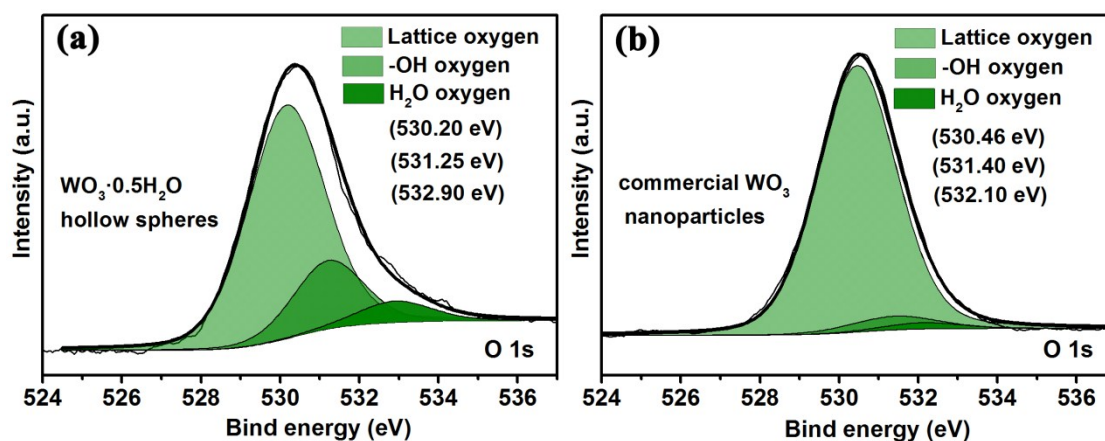 (a)
Lattice oxygen
-OH oxygen
H₂O oxygen
(530.20 eV)
(531.25 eV)
(532.90 eV)
WO₃·0.5H₂O
hollow spheres
O 1s
Intensity (a.u.)
524 526 528 530 532 534 536
Bind energy (eV)
(b)
Lattice oxygen
-OH oxygen
H₂O oxygen
(530.46 eV)
(531.40 eV)
(532.10 eV)
commercial WO₃
nanoparticles
O 1s
Intensity (a.u.)
524 526 528 530 532 534 536
Bind energy (eV)